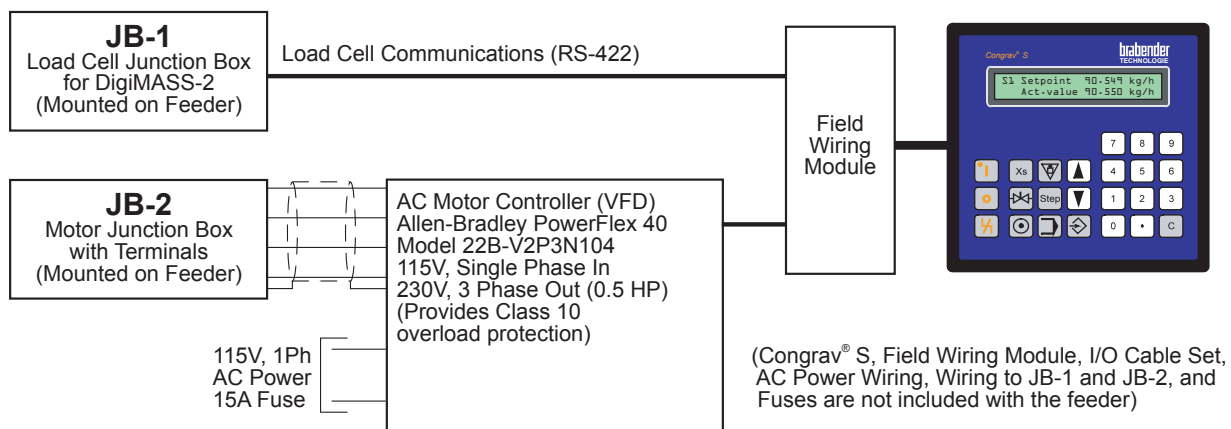 JB-1
Load Cell Junction Box
for DigiMASS-2
(Mounted on Feeder)
Load Cell Communications (RS-422)
JB-2
Motor Junction Box
with Terminals
(Mounted on Feeder)
AC Motor Controller (VFD)
Allen-Bradley PowerFlex 40
Model 22B-V2P3N104
115V, Single Phase In
230V, 3 Phase Out (0.5 HP)
(Provides Class 10
overload protection)
115V, 1Ph
AC Power
15A Fuse
Field
Wiring
Module
Congrav® S
brabender
TECHNOLOGIE
S1 Setpoint 90.549 kg/h
Act.value 90.550 kg/h
7 8 9
I Xs 4 5 6
o Step 1 2 3
0 • C
(Congrav® S, Field Wiring Module, I/O Cable Set,
AC Power Wiring, Wiring to JB-1 and JB-2, and
Fuses are not included with the feeder)